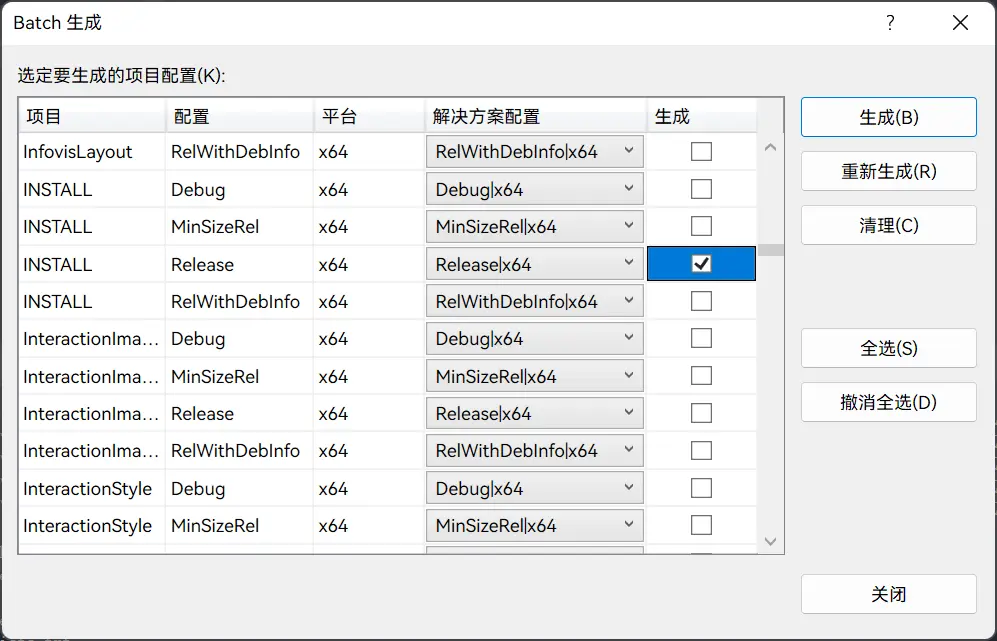 Batch 生成
?
选定要生成的项目配置(K):
项目 配置 平台 解决方案配置 生成
InfovisLayout RelWithDebInfo x64 RelWithDebInfo|x64
INSTALL Debug x64 Debug|x64
INSTALL MinSizeRel x64 MinSizeRel|x64
INSTALL Release x64 Release|x64
INSTALL RelWithDebInfo x64 RelWithDebInfo|x64
InteractionIma... Debug x64 Debug|x64
InteractionIma... MinSizeRel x64 MinSizeRel|x64
InteractionIma... Release x64 Release|x64
InteractionIma... RelWithDebInfo x64 RelWithDebInfo|x64
InteractionStyle Debug x64 Debug|x64
InteractionStyle MinSizeRel x64 MinSizeRel|x64
生成(B)
重新生成(R)
清理(C)
全选(S)
撤消全选(D)
关闭